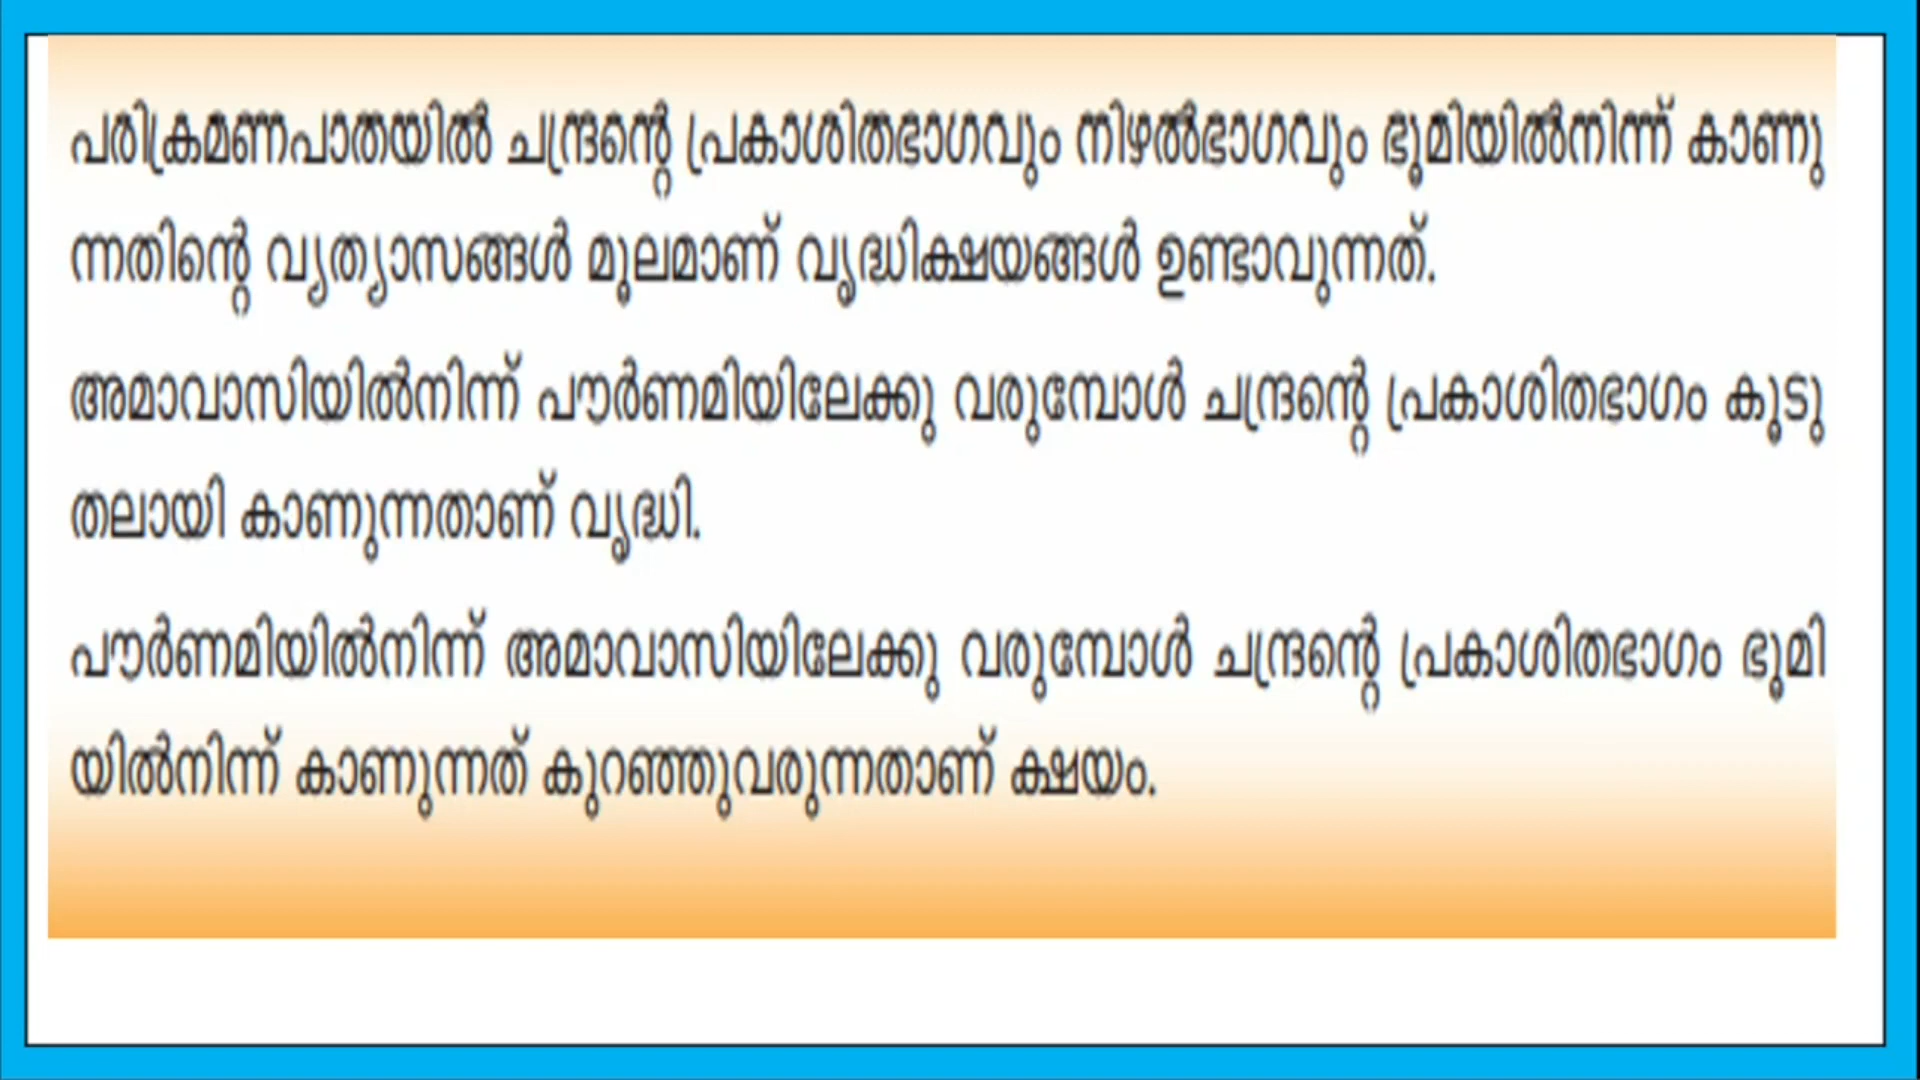 പരിക്രമണപാതയിൽ ചന്ദ്രന്റെ പ്രകാശിതഭാഗവും നിഴൽഭാഗവും ഭൂമിയിൽനിന്ന് കാണു
ന്നതിന്റെ വ്യത്യാസങ്ങൾ മൂലമാണ് വൃദ്ധിക്ഷയങ്ങൾ ഉണ്ടാവുന്നത്.
അമാവാസിയിൽനിന്ന് പൗർണമിയിലേക്കു വരുമ്പോൾ ചന്ദ്രന്റെ പ്രകാശിതഭാഗം കൂടു
തലായി കാണുന്നതാണ് വൃദ്ധി.
പൗർണമിയിൽനിന്ന് അമാവാസിയിലേക്കു വരുമ്പോൾ ചന്ദ്രന്റെ പ്രകാശിതഭാഗം ഭൂമി
യിൽനിന്ന് കാണുന്നത് കുറഞ്ഞുവരുന്നതാണ് ക്ഷയം.